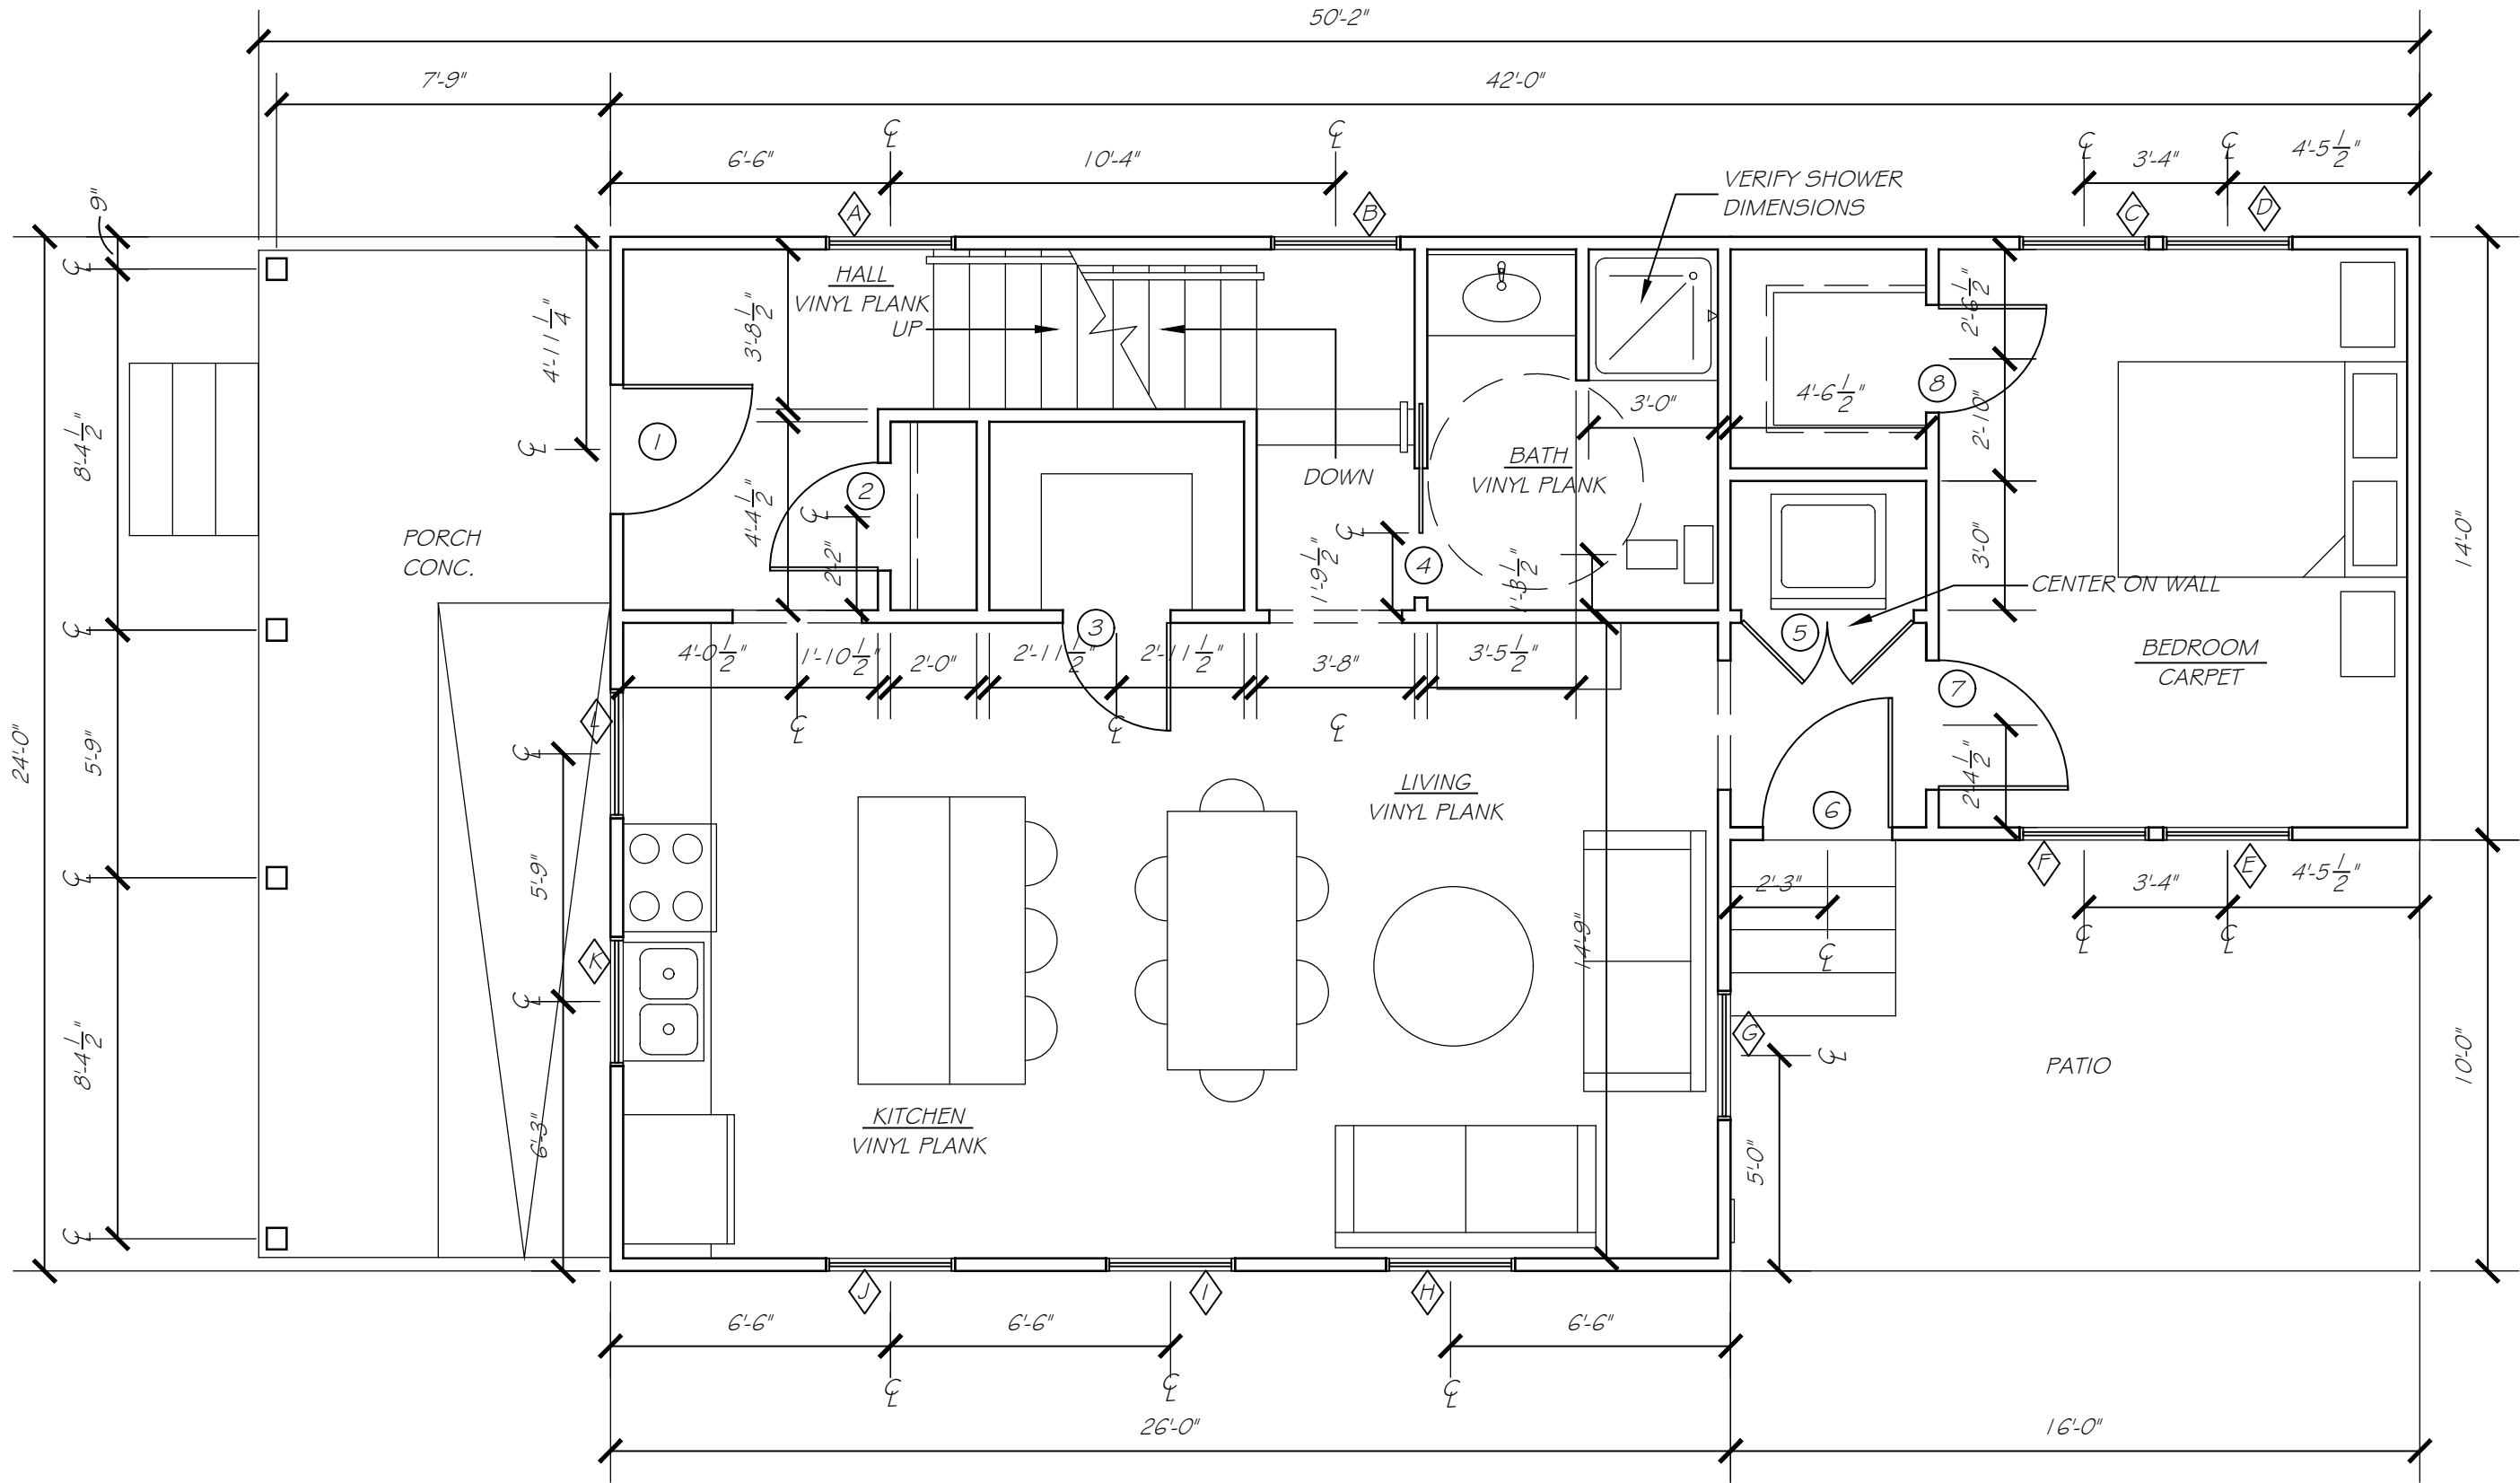 50'-2"
7'-9"
42'-0"
6'-6"
℄
10'-4"
℄
℄
3'-4"
℄
4'-5 1/2"
VERIFY SHOWER
DIMENSIONS
9"
A
B
C
D
℄
4'-11 1/4"
3'-8 1/2"
HALL
VINYL PLANK
UP
2'-6 1/2"
8'-4 1/2"
℄
1
4'-4 1/2"
2
℄
2'-2"
DOWN
℄
1'-9 1/2"
4
BATH
VINYL PLANK
3'-0"
4'-6 1/2"
8
2'-10"
1'-3 1/2"
3'-0"
14'-0"
PORCH
CONC.
CENTER ON WALL
℄
3
5
4'-0 1/2"
1'-10 1/2"
2'-0"
2'-11 1/2"
2'-11 1/2"
3'-8"
3'-5 1/2"
BEDROOM
CARPET
7
L
℄
℄
℄
℄
24'-0"
5'-9"
2'-4 1/2"
LIVING
VINYL PLANK
6
℄
5'-9"
F
E
2'-3"
3'-4"
4'-5 1/2"
14'-9"
℄
℄
℄
K
℄
G
℄
8'-4 1/2"
PATIO
10'-0"
KITCHEN
VINYL PLANK
6'-3"
5'-0"
℄
J
I
H
6'-6"
6'-6"
6'-6"
℄
℄
℄
26'-0"
16'-0"